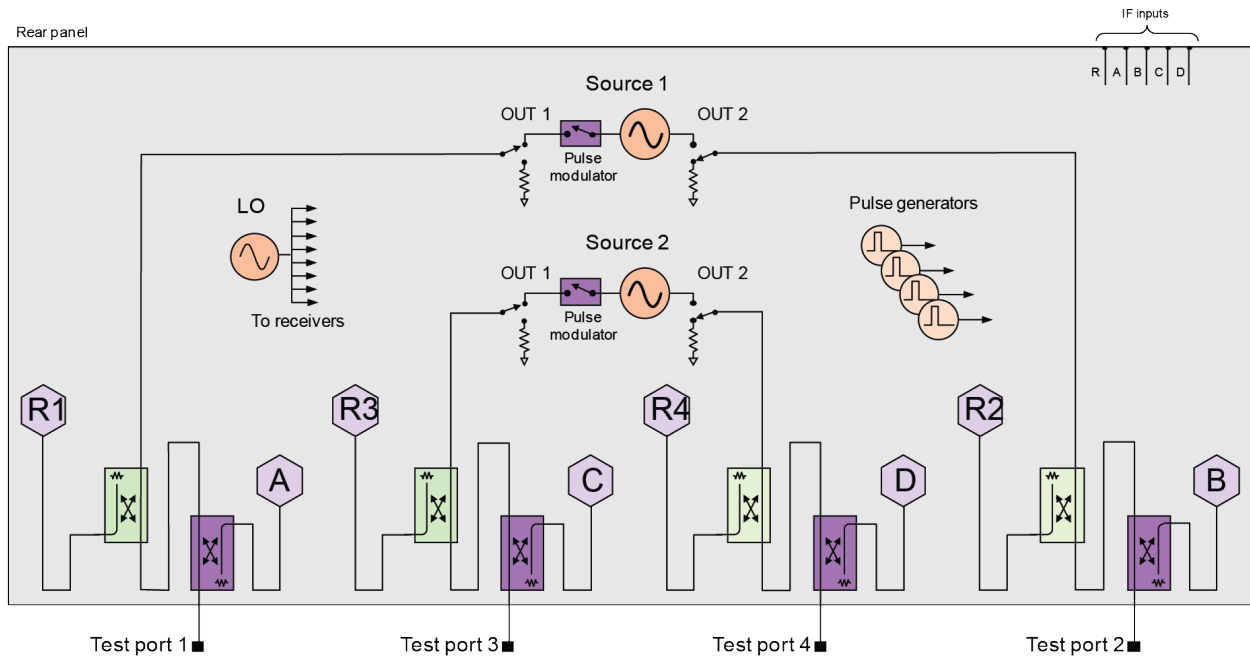 IF inputs
Rear panel
R A B C D
Source 1
OUT 1
OUT 2
Pulse
modulator
LO
To receivers
Pulse generators
Source 2
OUT 1
OUT 2
Pulse
modulator
R1
R3
R4
R2
A
C
D
B
Test port 1
Test port 3
Test port 4
Test port 2